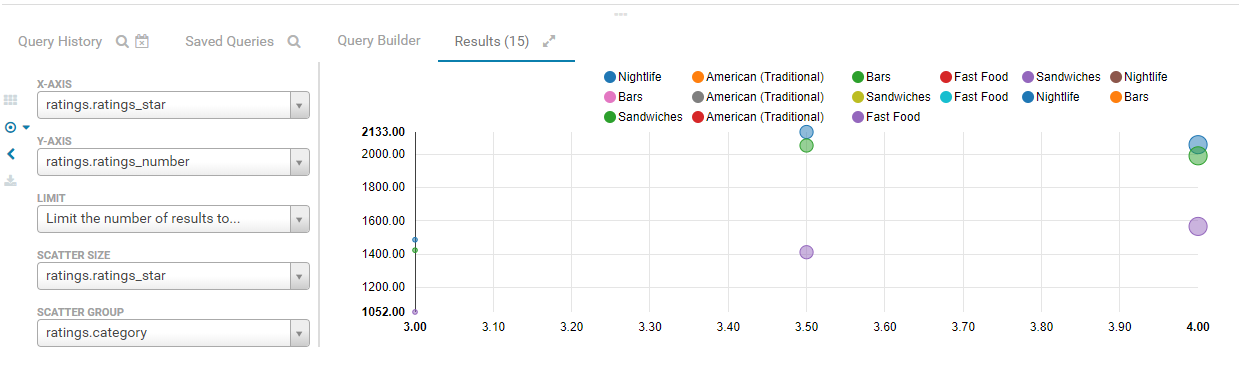 Query History Saved Queries Query Builder Results (15)
X-AXIS
ratings.ratings_star
Y-AXIS
ratings.ratings_number
LIMIT
Limit the number of results to...
SCATTER SIZE
ratings.ratings_star
SCATTER GROUP
ratings.category
Nightlife American (Traditional) Bars Fast Food Sandwiches Nightlife
Bars American (Traditional) Sandwiches Fast Food Nightlife Bars
Sandwiches American (Traditional) Fast Food
2133.00
2000.00
1800.00
1600.00
1400.00
1200.00
1052.00
3.00 3.10 3.20 3.30 3.40 3.50 3.60 3.70 3.80 3.90 4.00